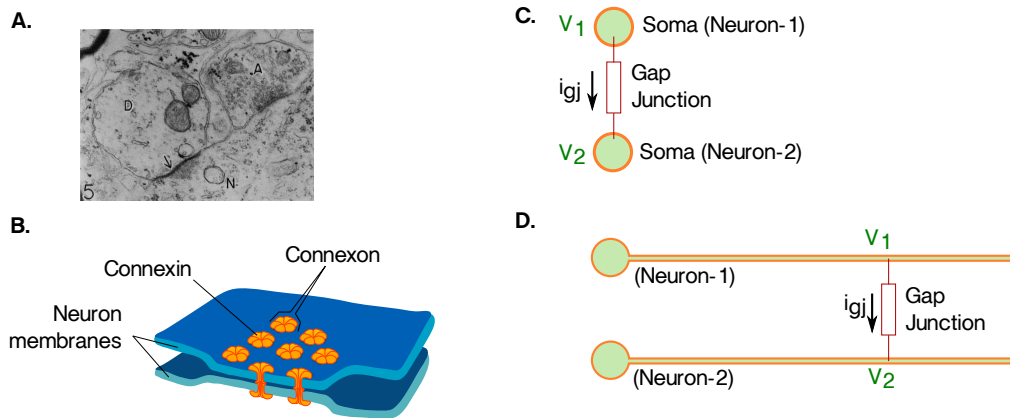 A.
A
D
N
5
B.
Connexin
Connexon
Neuron
membranes
C.
V1
Soma (Neuron-1)
igj
Gap
Junction
V2
Soma (Neuron-2)
D.
V1
(Neuron-1)
igj
Gap
Junction
(Neuron-2)
V2